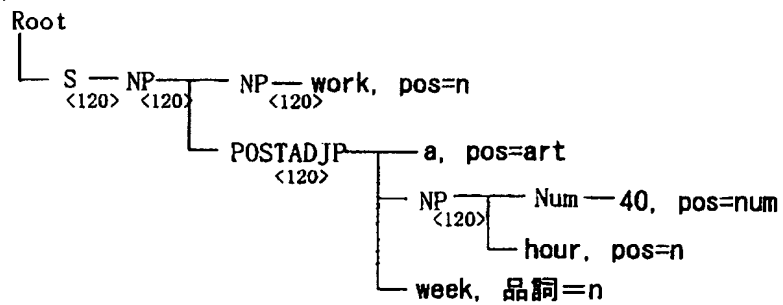 Root
S NP NP work, pos=n
<120> <120> <120>
POSTADJP a, pos=art
<120>
NP Num 40, pos=num
<120>
hour, pos=n
week, 品詞=n